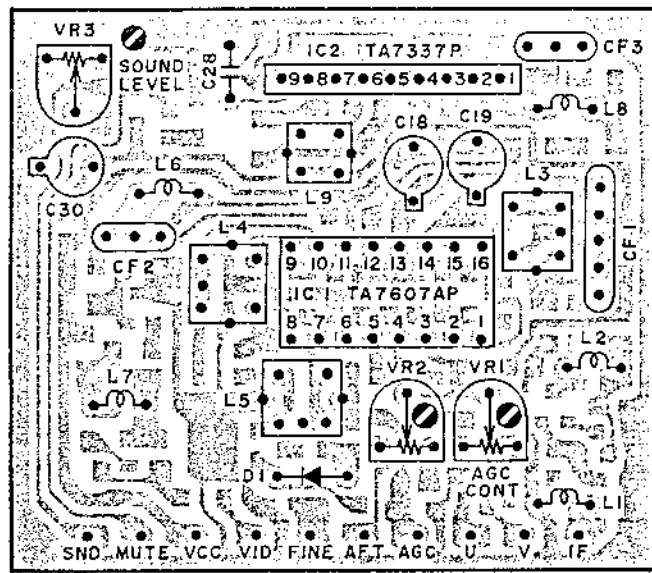 VR3
SOUND
LEVEL
C28
IC2 TA7337P
9 8 7 6 5 4 3 2 1
CF3
L8
C18
C19
L6
L9
L3
C30
L4
CF2
CF1
9 10 11 12 13 14 15 16
IC1 TA7607AP
8 7 6 5 4 3 2 1
L2
VR2
VR1
L7
L5
D1
AGC
CONT
L1
SND MUTE VCC VID FINE AFT AGC U V IF